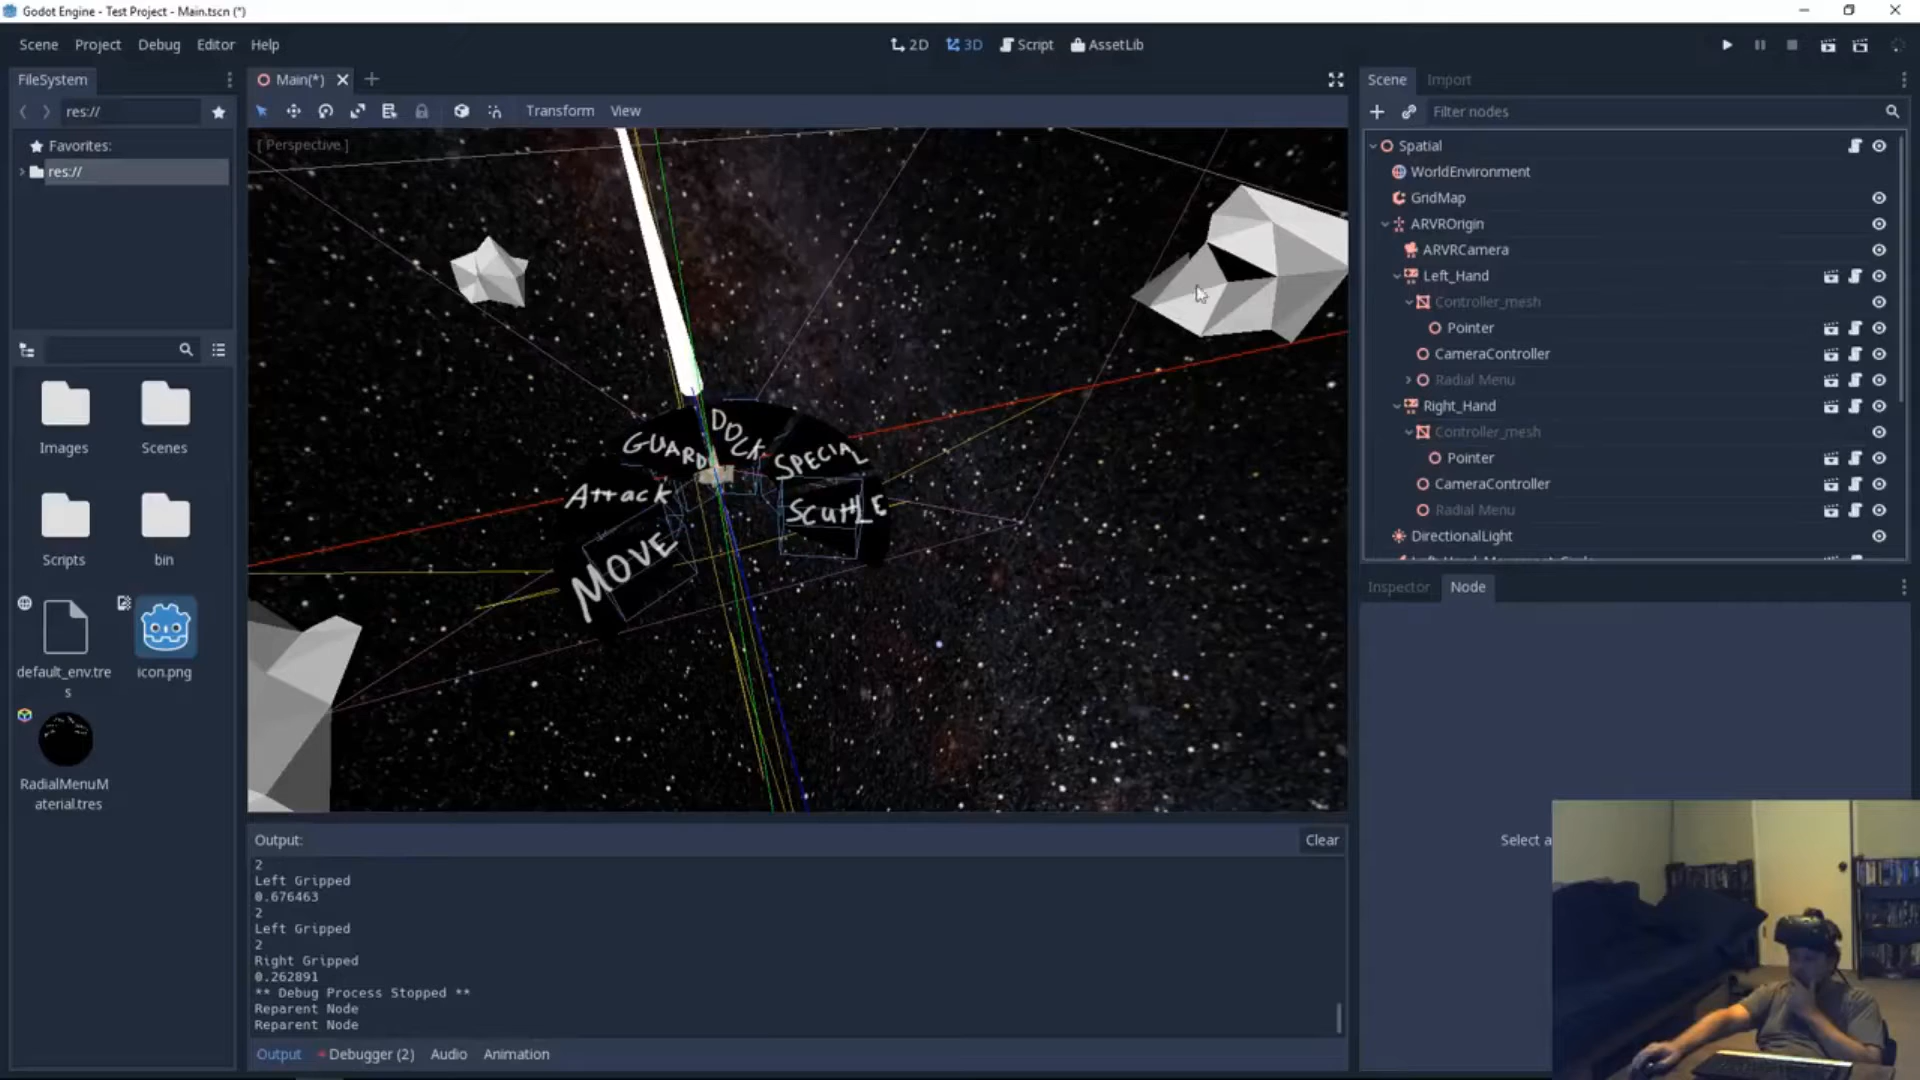 Godot Engine - Test Project - Main.tscn (*)
Scene Project Debug Editor Help
2D 3D Script AssetLib
FileSystem
Main(*)
Scene Import
res://
Transform View
Filter nodes
[ Perspective ]
Favorites:
res://
Spatial
WorldEnvironment
GridMap
ARVROrigin
ARVRCamera
Left_Hand
Controller_mesh
Pointer
CameraController
Radial Menu
Right_Hand
Controller_mesh
Pointer
CameraController
Radial Menu
DirectionalLight
Images
Scenes
Scripts
bin
default_env.tre
s
icon.png
RadialMenuM
aterial.tres
DOCK
GUARD
SPECIAL
Attack
SCuttLE
MOVE
Inspector Node
Select a
Output:
Clear
2
Left Gripped
0.676463
2
Left Gripped
2
Right Gripped
0.262891
** Debug Process Stopped **
Reparent Node
Reparent Node
Output Debugger (2) Audio Animation